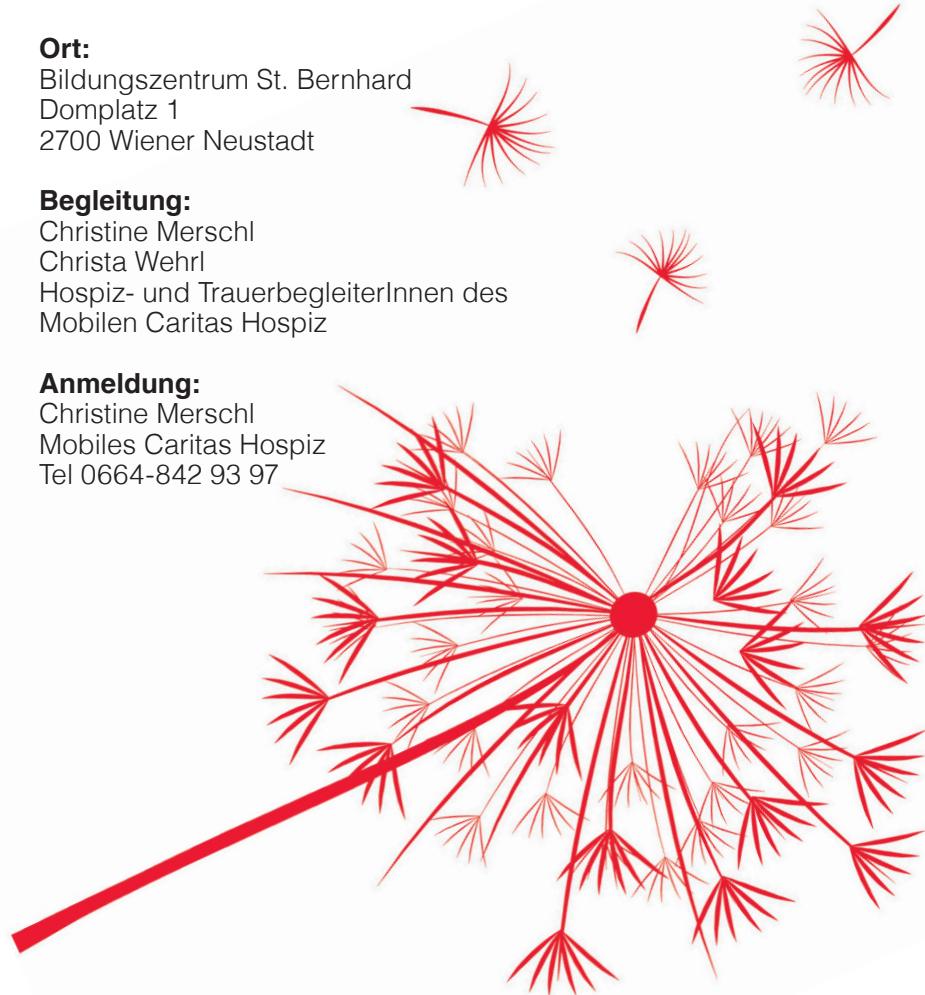 Ort:
Bildungszentrum St. Bernhard
Domplatz 1
2700 Wiener Neustadt
Begleitung:
Christine Merschl
Christa Wehrl
Hospiz- und TrauerbegleiterInnen des
Mobilen Caritas Hospiz
Anmeldung:
Christine Merschl
Mobiles Caritas Hospiz
Tel 0664-842 93 97